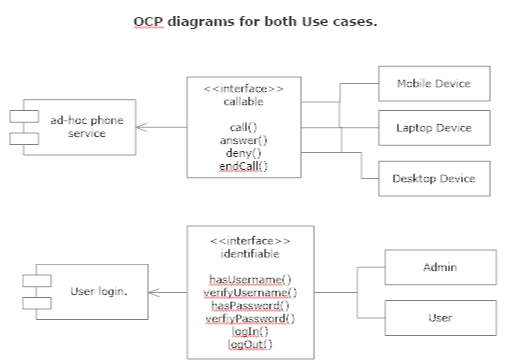 OCP diagrams for both Use cases.
ad-hoc phone
service
<<interface>>
callable
call()
answer()
deny()
endCall()
Mobile Device
Laptop Device
Desktop Device
User login.
<<interface>>
identifiable
hasUsername()
verifyUsername()
hasPassword()
verfiyPassword()
logIn()
logOut()
Admin
User